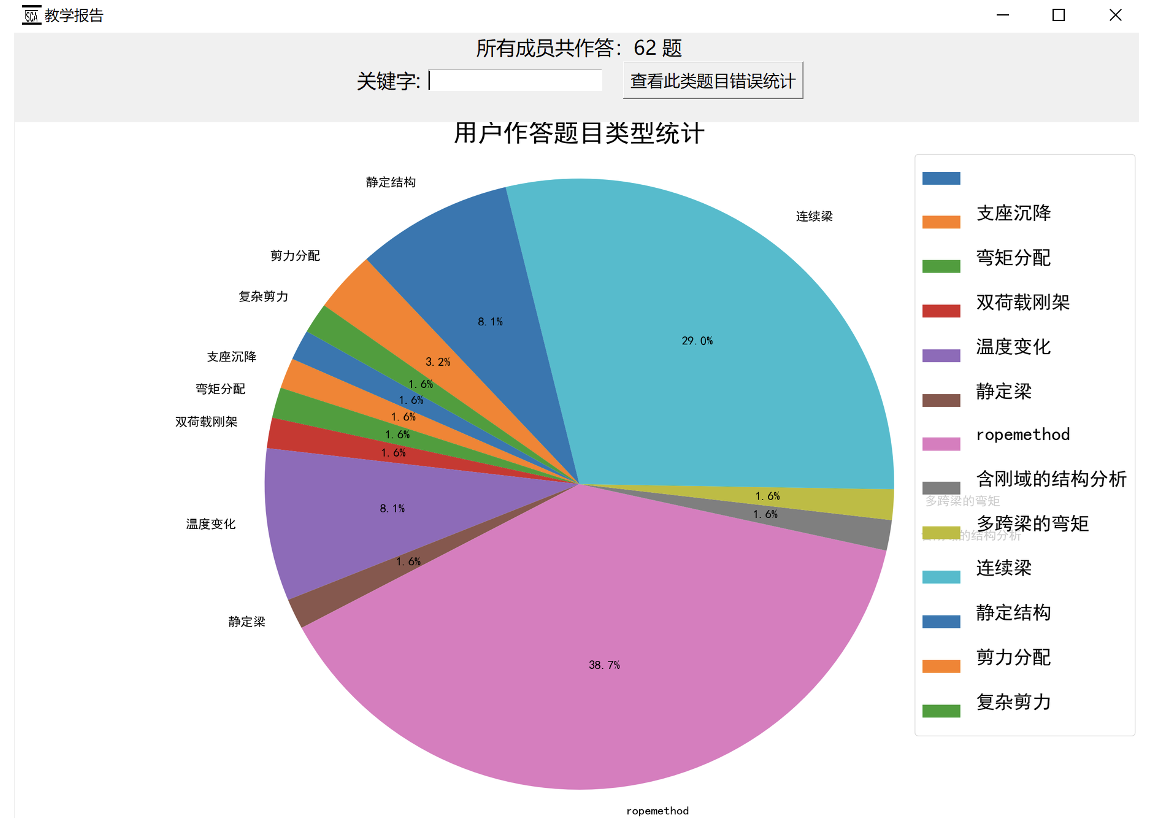 教学报告
所有成员共作答：62 题
关键字:
查看此类题目错误统计
用户作答题目类型统计
静定结构
连续梁
剪力分配
复杂剪力
支座沉降
弯矩分配
双荷载刚架
温度变化
静定梁
ropemethod
8.1%
29.0%
3.2%
1.6%
1.6%
1.6%
1.6%
1.6%
8.1%
1.6%
38.7%
1.6%
1.6%
支座沉降
弯矩分配
双荷载刚架
温度变化
静定梁
ropemethod
含刚域的结构分析
多跨梁的弯矩
多跨梁的弯矩
的结构分析
连续梁
静定结构
剪力分配
复杂剪力